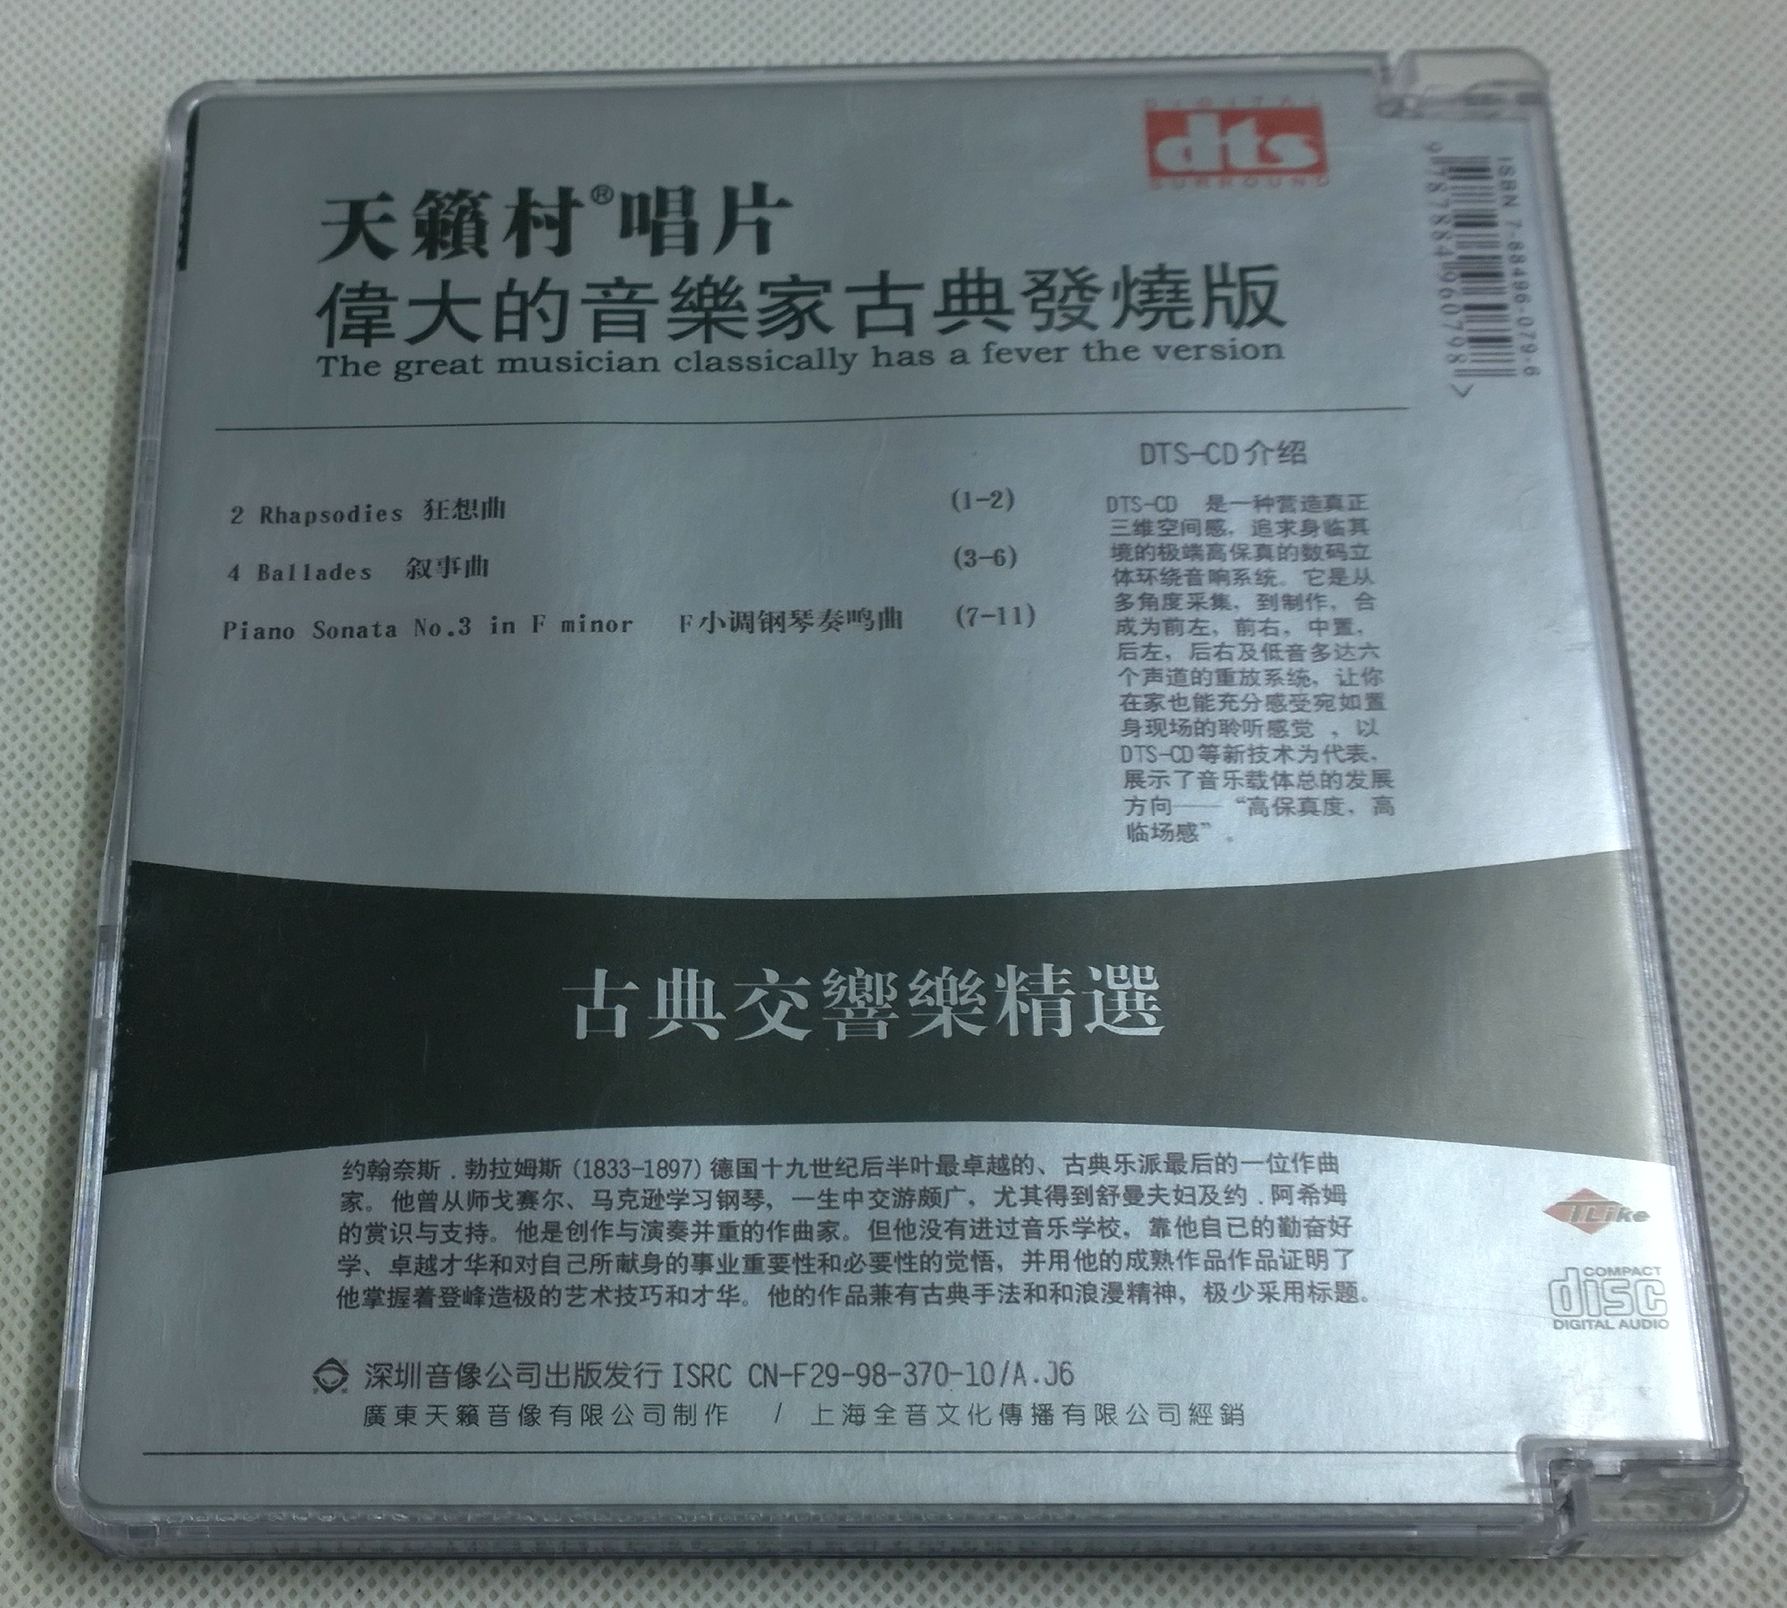 DIGITAL
dts
SURROUND
天籟村®唱片
偉大的音樂家古典發燒版
The great musician classically has a fever the version
ISBN 7-88496-079-6
9 787884 960798 >
2 Rhapsodies 狂想曲 (1-2)
4 Ballades 叙事曲 (3-6)
Piano Sonata No.3 in F minor F小调钢琴奏鸣曲 (7-11)
DTS-CD介绍
DTS-CD 是一种营造真正
三维空间感，追求身临其
境的极端高保真的数码立
体环绕音响系统。它是从
多角度采集，到制作，合
成为前左，前右，中置，
后左，后右及低音多达六
个声道的重放系统，让你
在家也能充分感受宛如置
身现场的聆听感觉 ，以
DTS-CD等新技术为代表，
展示了音乐载体总的发展
方向——“高保真度，高
临场感”。
古典交響樂精選
约翰奈斯．勃拉姆斯(1833-1897)德国十九世纪后半叶最卓越的、古典乐派最后的一位作曲
家。他曾从师戈赛尔、马克逊学习钢琴，一生中交游颇广，尤其得到舒曼夫妇及约．阿希姆
的赏识与支持。他是创作与演奏并重的作曲家。但他没有进过音乐学校，靠他自已的勤奋好
学、卓越才华和对自己所献身的事业重要性和必要性的觉悟，并用他的成熟作品作品证明了
他掌握着登峰造极的艺术技巧和才华。他的作品兼有古典手法和和浪漫精神，极少采用标题。
TLike
COMPACT
disc
DIGITAL AUDIO
深圳音像公司出版发行 ISRC CN-F29-98-370-10/A.J6
廣東天籟音像有限公司制作 / 上海全音文化傳播有限公司經銷